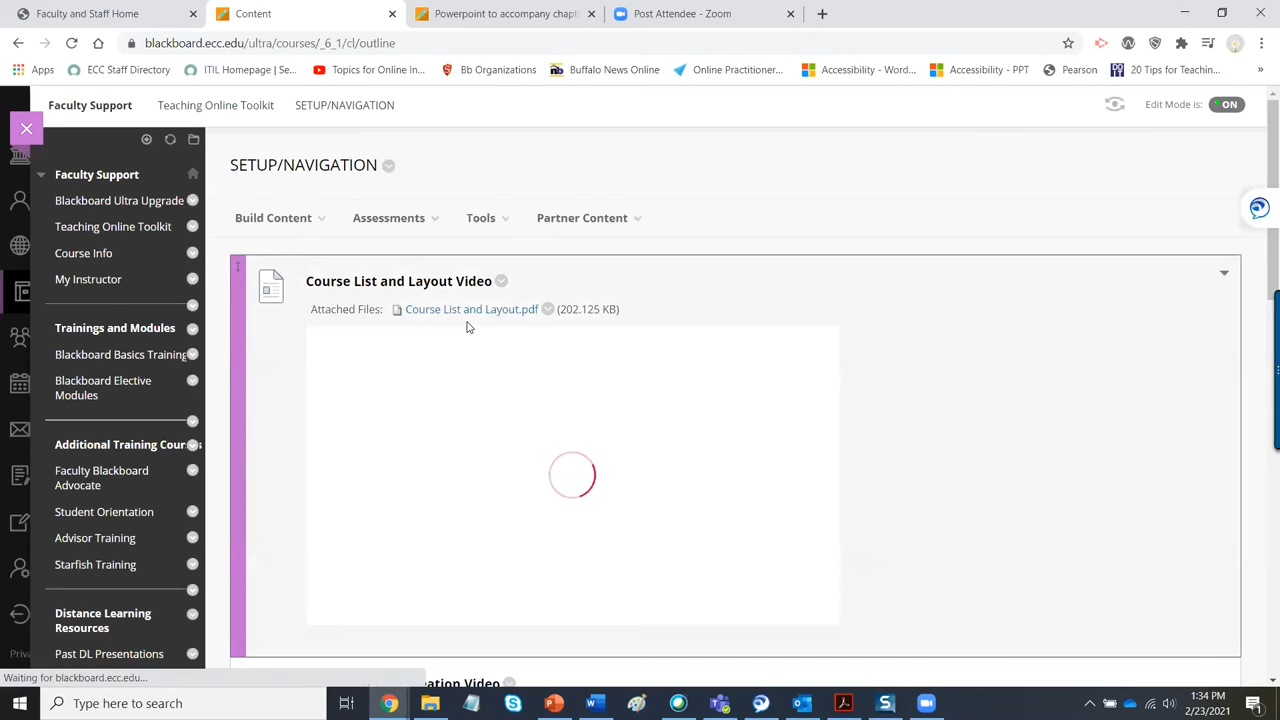 Faculty and Staff Home
Content
Powerpoint to accompany chapt
Post Attendee - Zoom
blackboard.ecc.edu/ultra/courses/_6_1/cl/outline
Apps
ECC Staff Directory
ITIL Homepage | Se...
Topics for Online In...
Bb Organizations
Buffalo News Online
Online Practitioner...
Accessibility - Word...
Accessibility - PPT
Pearson
20 Tips for Teachin...
»
Faculty Support
Teaching Online Toolkit
SETUP/NAVIGATION
Edit Mode is:
ON
Faculty Support
Blackboard Ultra Upgrade
Teaching Online Toolkit
Course Info
My Instructor
Trainings and Modules
Blackboard Basics Training
Blackboard Elective
Modules
Additional Training Cours
Faculty Blackboard
Advocate
Student Orientation
Advisor Training
Starfish Training
Distance Learning
Resources
Past DL Presentations
Priva
SETUP/NAVIGATION
Build Content
Assessments
Tools
Partner Content
Course List and Layout Video
Attached Files:
Course List and Layout.pdf
(202.125 KB)
eation Video
Waiting for blackboard.ecc.edu...
Type here to search
1:34 PM
2/23/2021